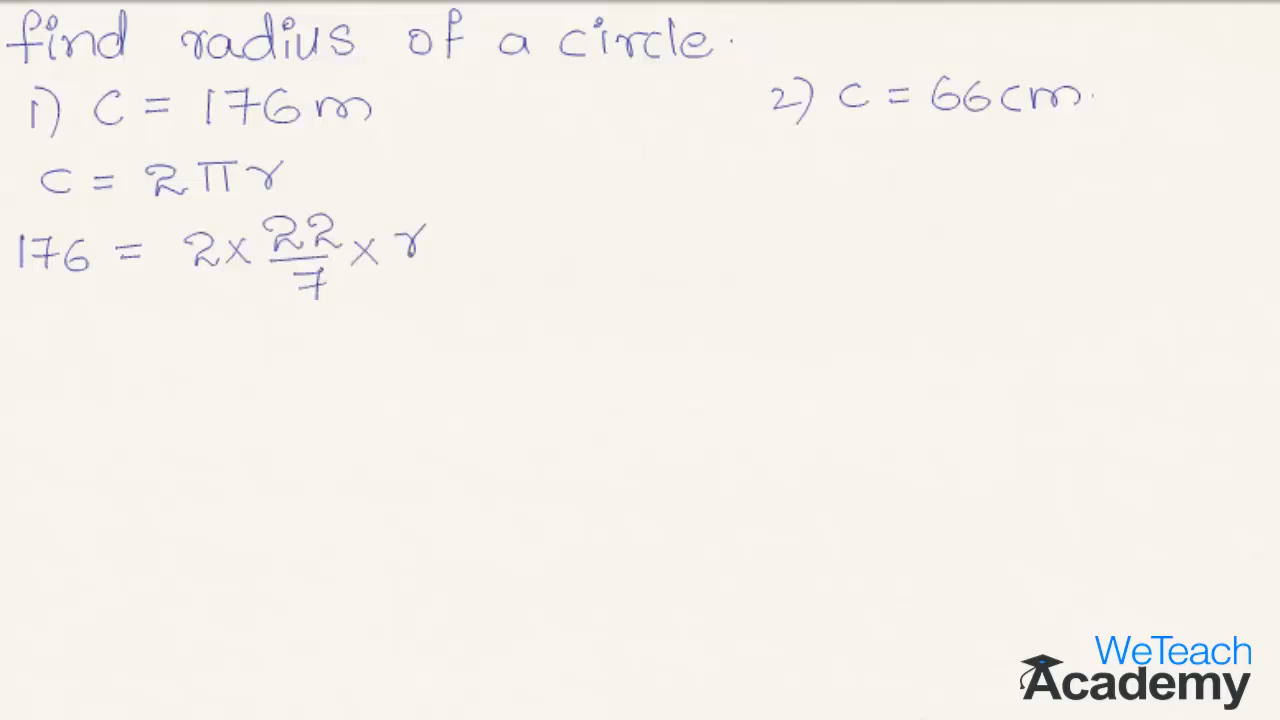 find radius of a circle.
1) C = 176 m
C = 2πr
176 = 2 × 22/7 × r
2) C = 66 cm.
WeTeach
Academy